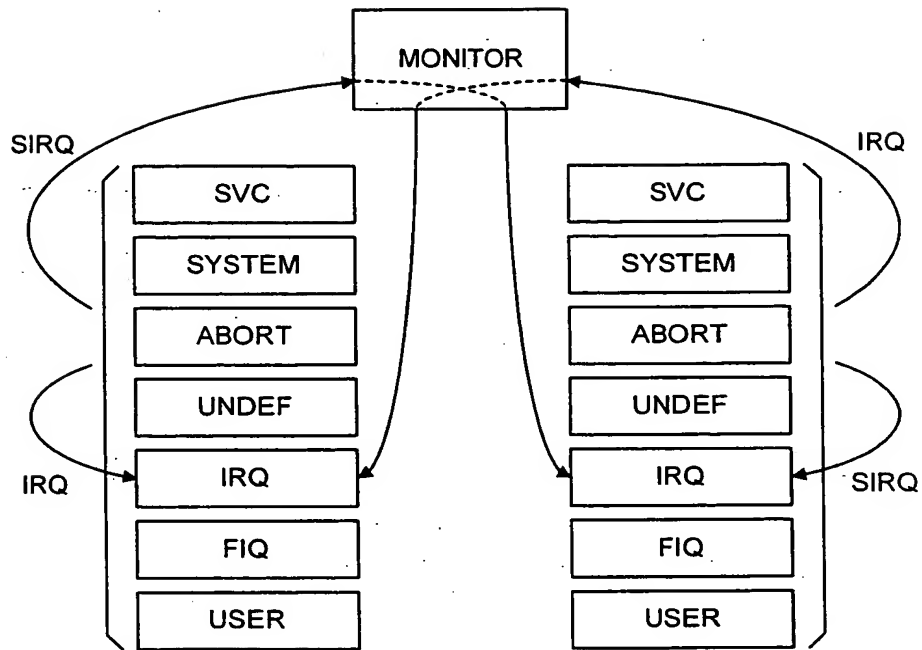 MONITOR
SIRQ
IRQ
SVC
SYSTEM
ABORT
UNDEF
IRQ
FIQ
USER
IRQ
SVC
SYSTEM
ABORT
UNDEF
IRQ
FIQ
USER
SIRQ